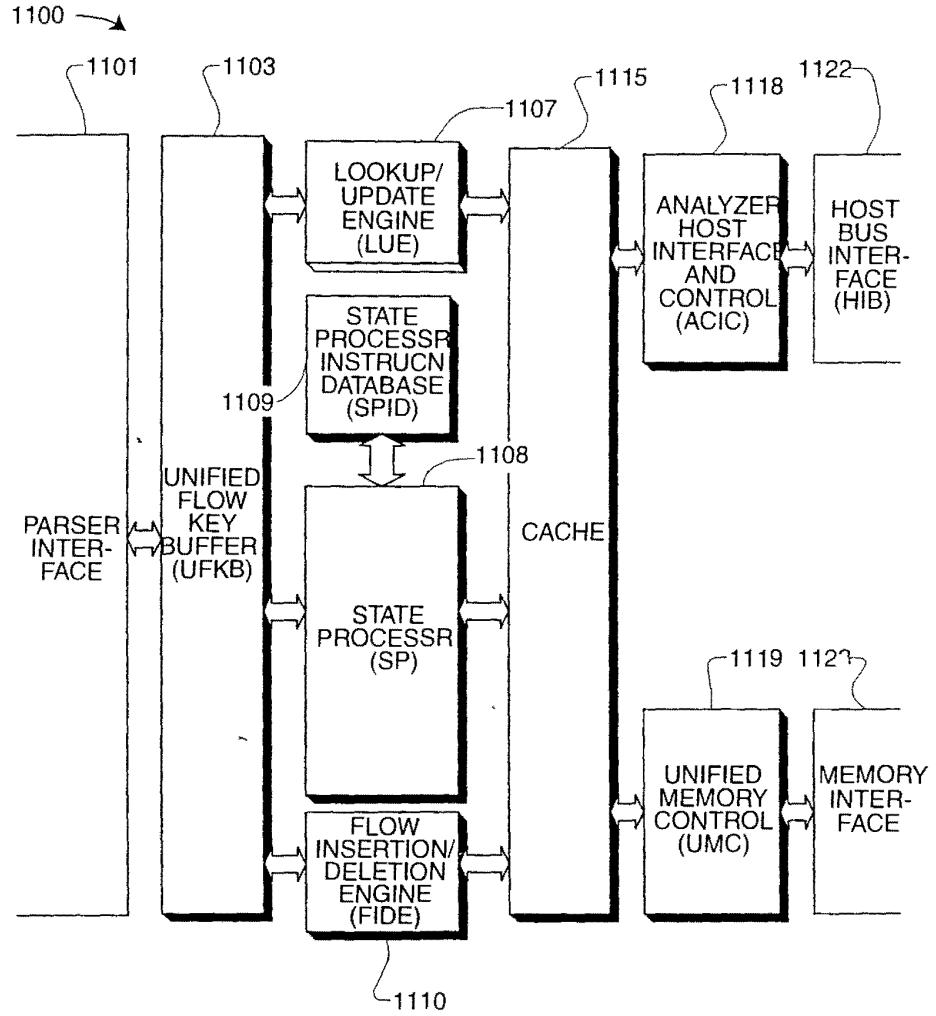 1100
1101
1103
1107
1115
1118
1122
LOOKUP/
UPDATE
ENGINE
(LUE)
ANALYZER
HOST
INTERFACE
AND
CONTROL
(ACIC)
HOST
BUS
INTER-
FACE
(HIB)
STATE
PROCESSR
INSTRUCN
DATABASE
(SPID)
1109
1108
PARSER
INTER-
FACE
UNIFIED
FLOW
KEY
BUFFER
(UFKB)
CACHE
STATE
PROCESSR
(SP)
1119
FLOW
INSERTION/
DELETION
ENGINE
(FIDE)
UNIFIED
MEMORY
CONTROL
(UMC)
MEMORY
INTER-
FACE
1110